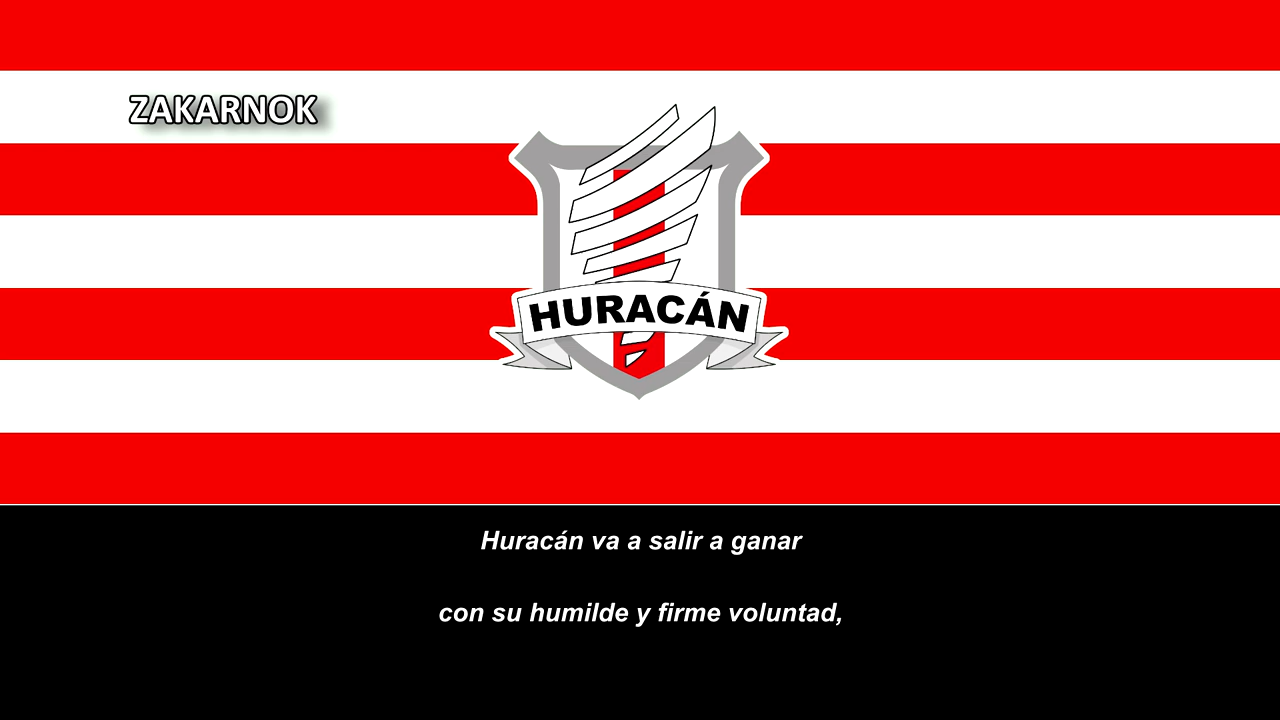 ZAKARNOK
HURACÁN
Huracán va a salir a ganar
con su humilde y firme voluntad,